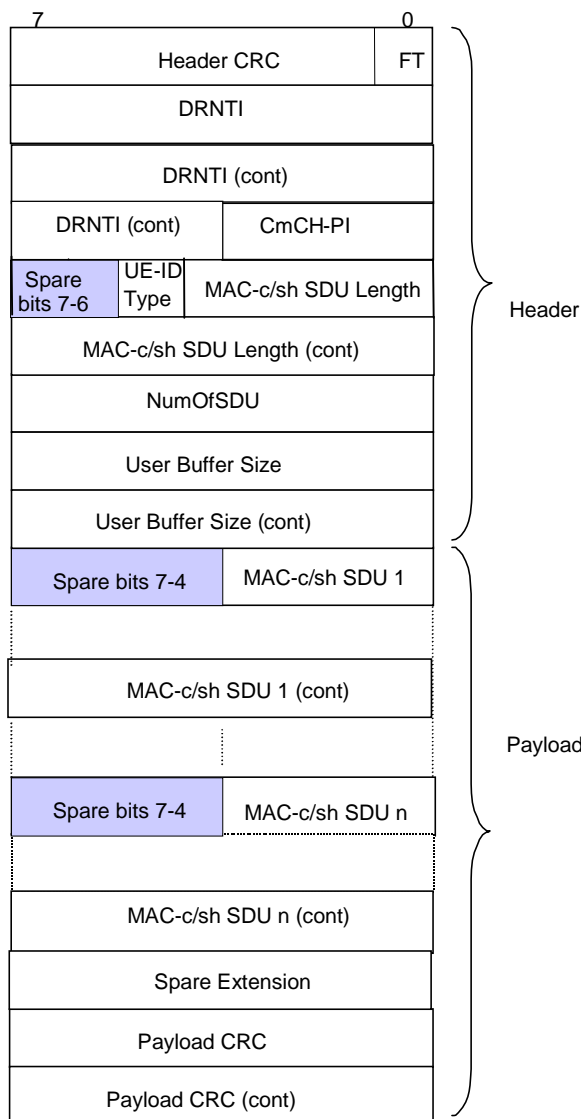 7 0
Header CRC FT
DRNTI
DRNTI (cont)
DRNTI (cont) CmCH-PI
Spare bits 7-6 UE-ID Type MAC-c/sh SDU Length
MAC-c/sh SDU Length (cont)
Header
NumOfSDU
User Buffer Size
User Buffer Size (cont)
Spare bits 7-4 MAC-c/sh SDU 1
MAC-c/sh SDU 1 (cont)
Payload
Spare bits 7-4 MAC-c/sh SDU n
MAC-c/sh SDU n (cont)
Spare Extension
Payload CRC
Payload CRC (cont)